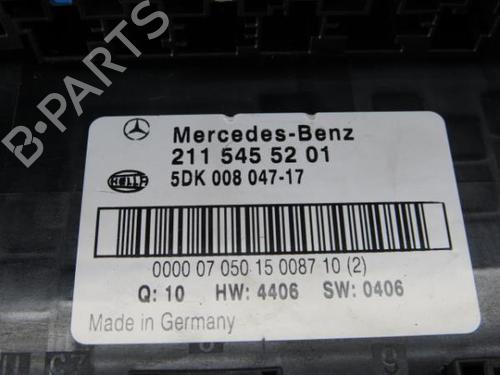 Mercedes-Benz
211 545 52 01
HELLA
5DK 008 047-17
0000 07 050 15 0087 10 (2)
Q: 10 HW: 4406 SW: 0406
Made in Germany